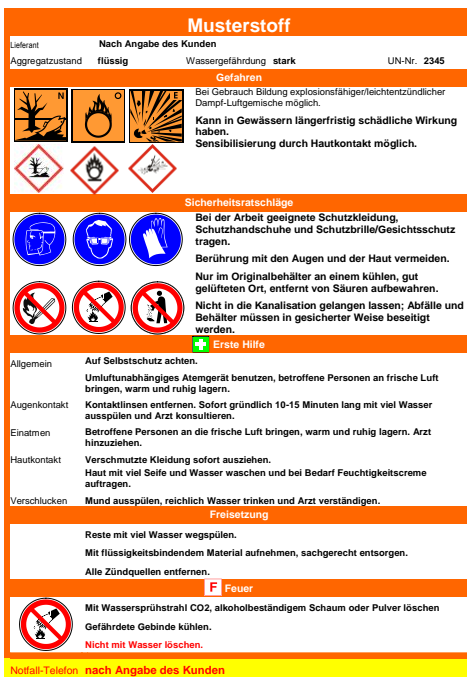 Musterstoff
Lieferant Nach Angabe des Kunden
Aggregatzustand flüssig Wassergefährdung stark UN-Nr. 2345
Gefahren
N O E
Bei Gebrauch Bildung explosionsfähiger/leichtentzündlicher
Dampf-Luftgemische möglich.
Kann in Gewässern längerfristig schädliche Wirkung
haben.
Sensibilisierung durch Hautkontakt möglich.
Sicherheitsratschläge
Bei der Arbeit geeignete Schutzkleidung,
Schutzhandschuhe und Schutzbrille/Gesichtsschutz
tragen.
Berührung mit den Augen und der Haut vermeiden.
Nur im Originalbehälter an einem kühlen, gut
gelüfteten Ort, entfernt von Säuren aufbewahren.
Nicht in die Kanalisation gelangen lassen; Abfälle und
Behälter müssen in gesicherter Weise beseitigt
werden.
Erste Hilfe
Allgemein Auf Selbstschutz achten.
Umluftunabhängiges Atemgerät benutzen, betroffene Personen an frische Luft
bringen, warm und ruhig lagern.
Augenkontakt Kontaktlinsen entfernen. Sofort gründlich 10-15 Minuten lang mit viel Wasser
ausspülen und Arzt konsultieren.
Einatmen Betroffene Personen an die frische Luft bringen, warm und ruhig lagern. Arzt
hinzuziehen.
Hautkontakt Verschmutzte Kleidung sofort ausziehen.
Haut mit viel Seife und Wasser waschen und bei Bedarf Feuchtigkeitscreme
auftragen.
Verschlucken Mund ausspülen, reichlich Wasser trinken und Arzt verständigen.
Freisetzung
Reste mit viel Wasser wegspülen.
Mit flüssigkeitsbindendem Material aufnehmen, sachgerecht entsorgen.
Alle Zündquellen entfernen.
F Feuer
Mit Wassersprühstrahl CO2, alkoholbeständigem Schaum oder Pulver löschen
Gefährdete Gebinde kühlen.
Nicht mit Wasser löschen.
Notfall-Telefon nach Angabe des Kunden